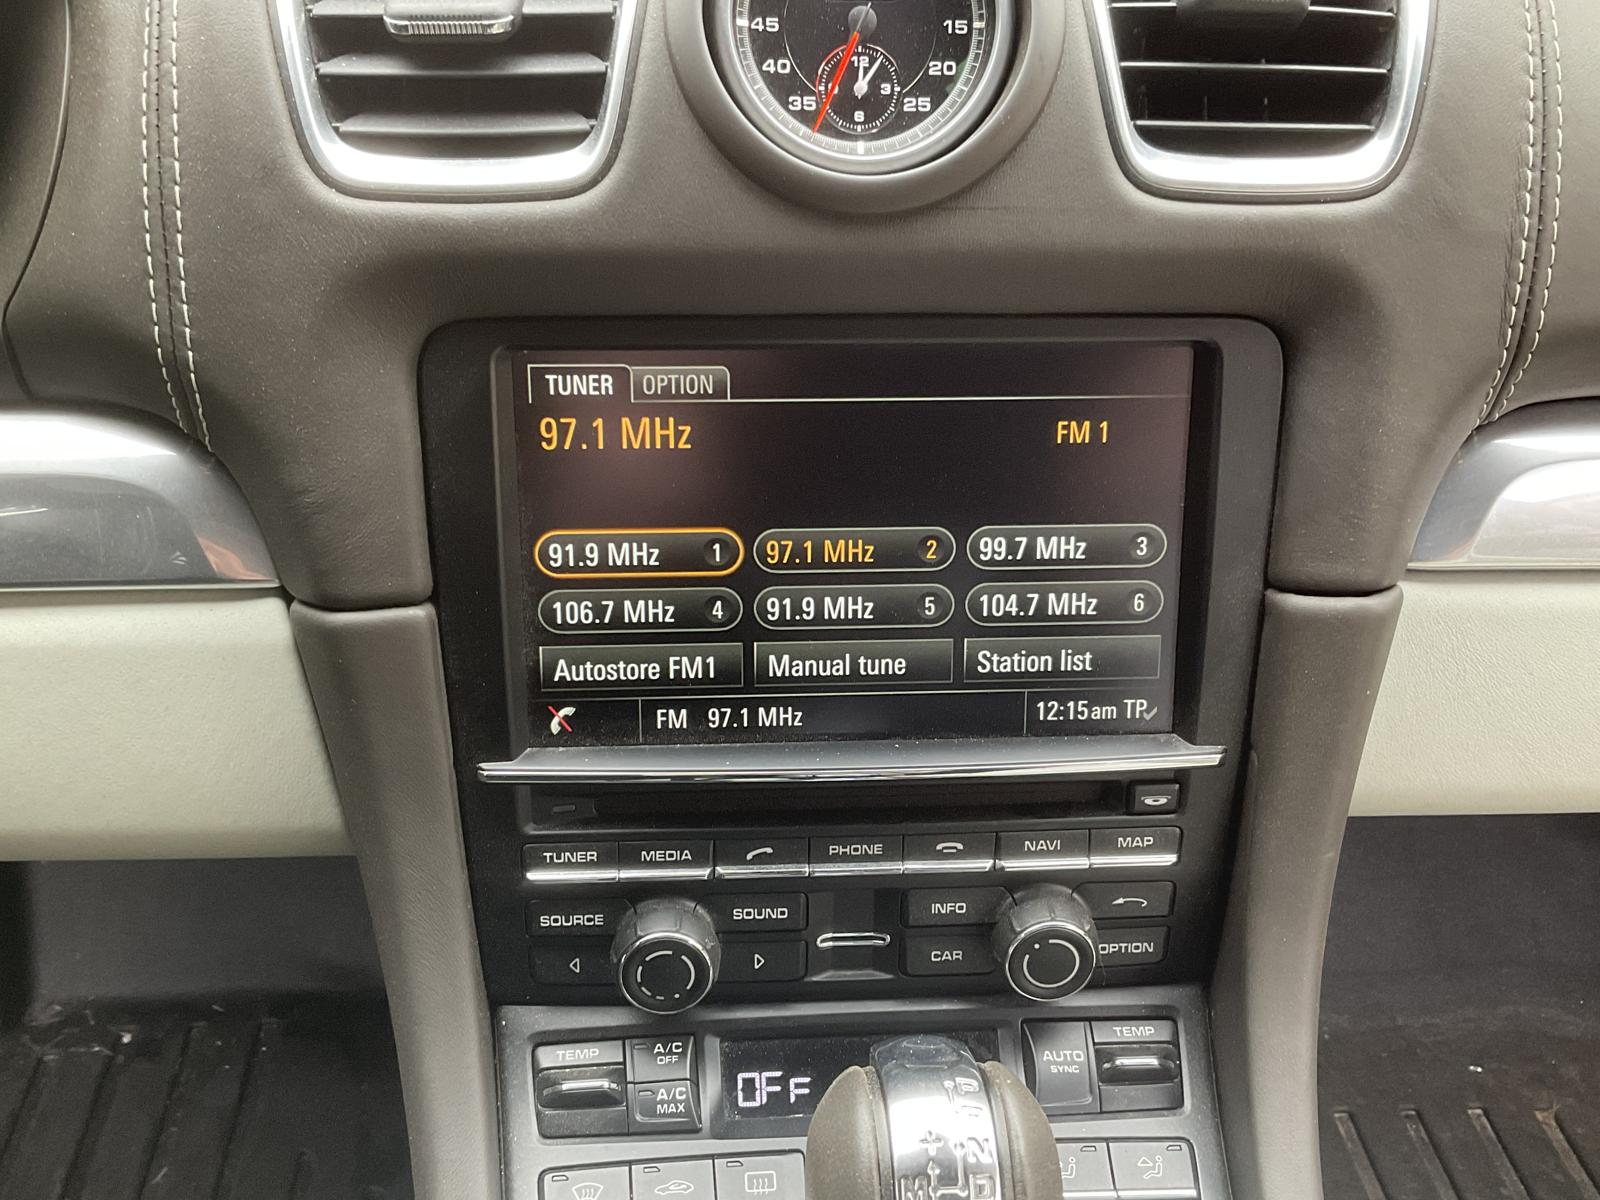 45 15
40 20
35 25
12
3
6
TUNER OPTION
97.1 MHz FM 1
91.9 MHz 1 97.1 MHz 2 99.7 MHz 3
106.7 MHz 4 91.9 MHz 5 104.7 MHz 6
Autostore FM1 Manual tune Station list
FM 97.1 MHz 12:15am TP
TUNER MEDIA PHONE NAVI MAP
SOURCE SOUND INFO
CAR OPTION
TEMP A/C OFF AUTO SYNC TEMP
A/C MAX OFF
P
1
+ 2
M D